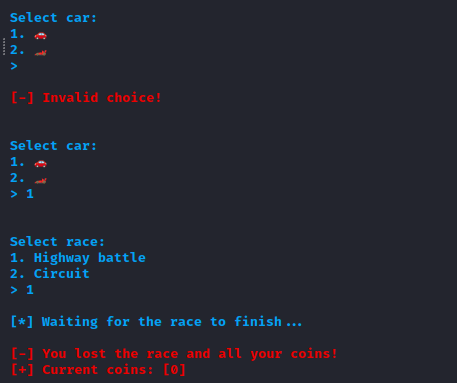 Select car:
1. 🚗
2. 🏎
>
[-] Invalid choice!
Select car:
1. 🚗
2. 🏎
> 1
Select race:
1. Highway battle
2. Circuit
> 1
[*] Waiting for the race to finish...
[-] You lost the race and all your coins!
[+] Current coins: [0]